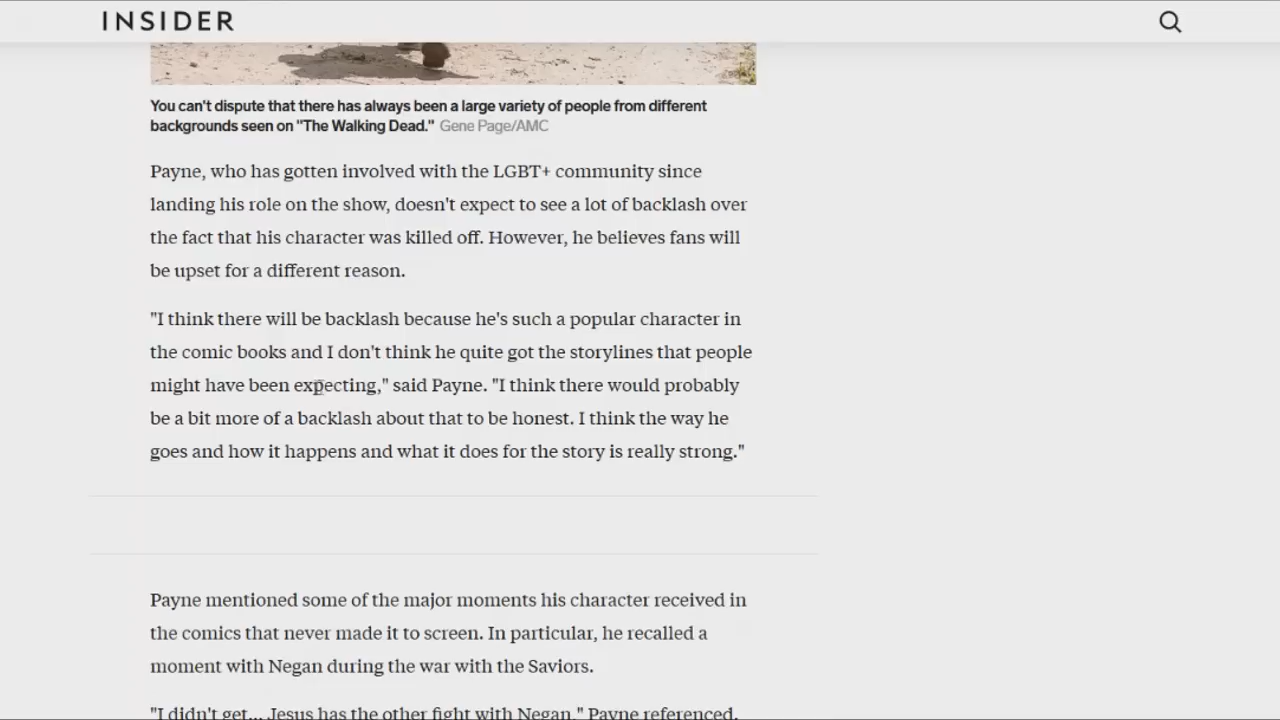 INSIDER
You can't dispute that there has always been a large variety of people from different
backgrounds seen on "The Walking Dead." Gene Page/AMC
Payne, who has gotten involved with the LGBT+ community since
landing his role on the show, doesn't expect to see a lot of backlash over
the fact that his character was killed off. However, he believes fans will
be upset for a different reason.
"I think there will be backlash because he's such a popular character in
the comic books and I don't think he quite got the storylines that people
might have been expecting," said Payne. "I think there would probably
be a bit more of a backlash about that to be honest. I think the way he
goes and how it happens and what it does for the story is really strong."
Payne mentioned some of the major moments his character received in
the comics that never made it to screen. In particular, he recalled a
moment with Negan during the war with the Saviors.
"I didn't get... Jesus has the other fight with Negan," Payne referenced.